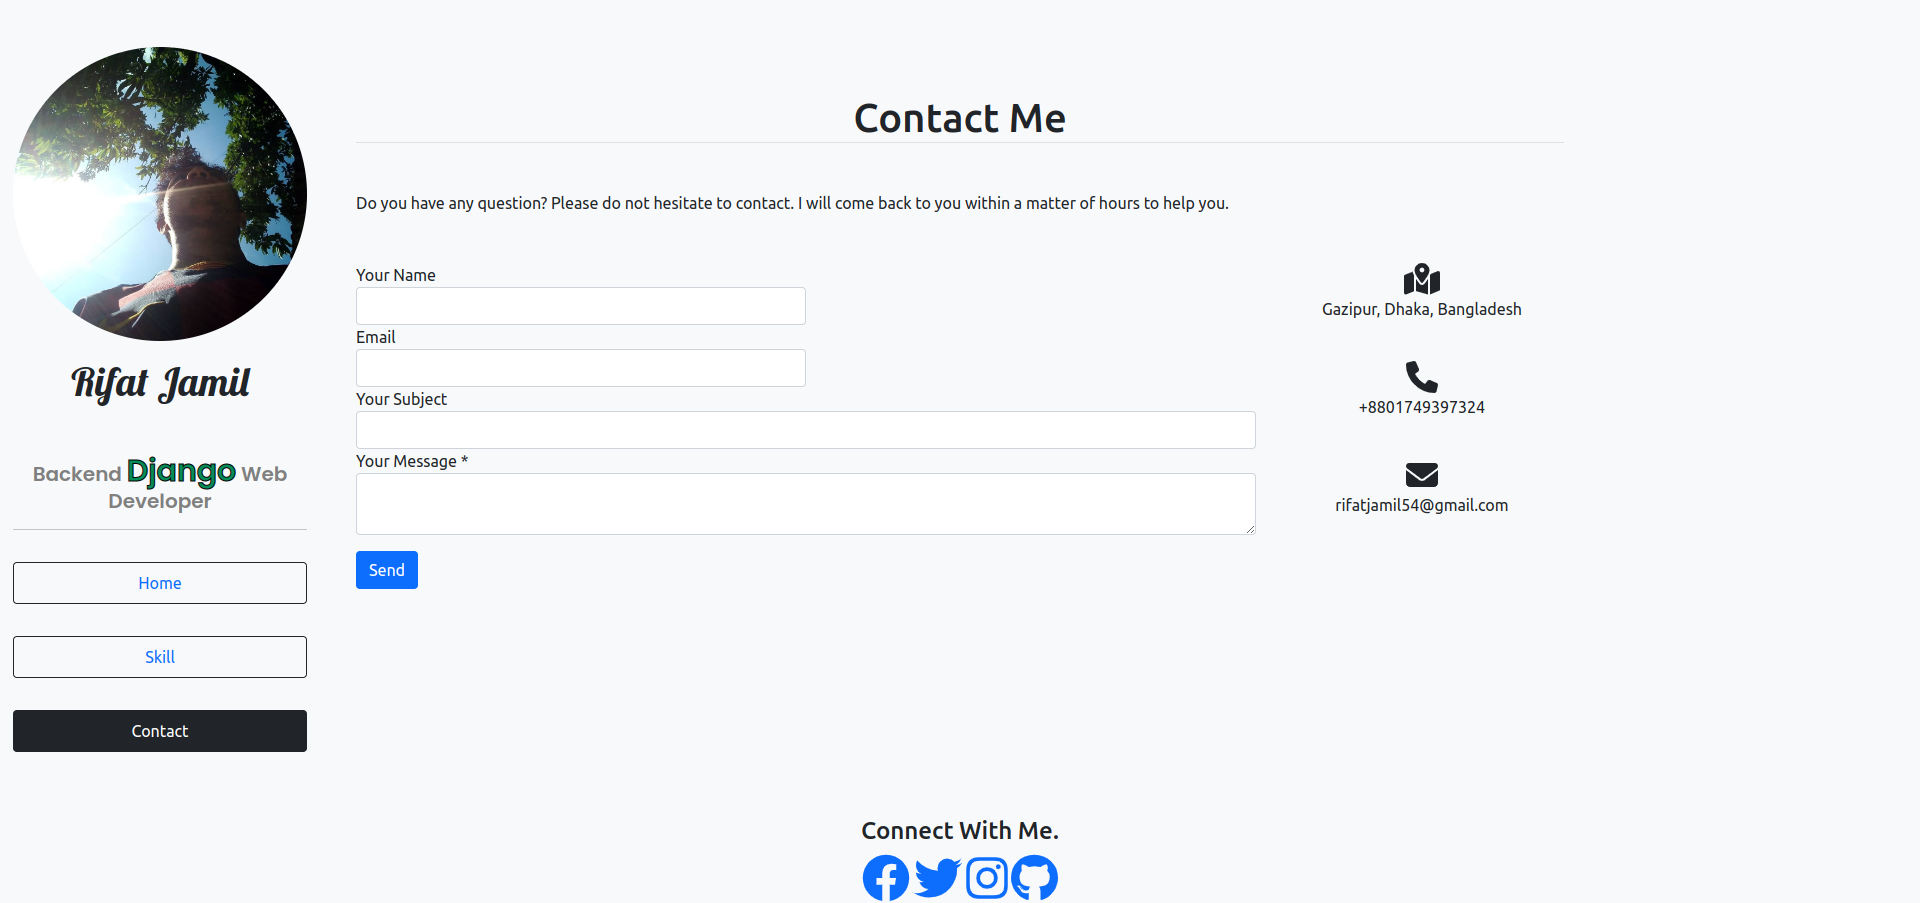 Rifat Jamil
Backend Django Web
Developer
Home
Skill
Contact
Contact Me
Do you have any question? Please do not hesitate to contact. I will come back to you within a matter of hours to help you.
Your Name
Email
Your Subject
Your Message *
Send
Gazipur, Dhaka, Bangladesh
+8801749397324
rifatjamil54@gmail.com
Connect With Me.